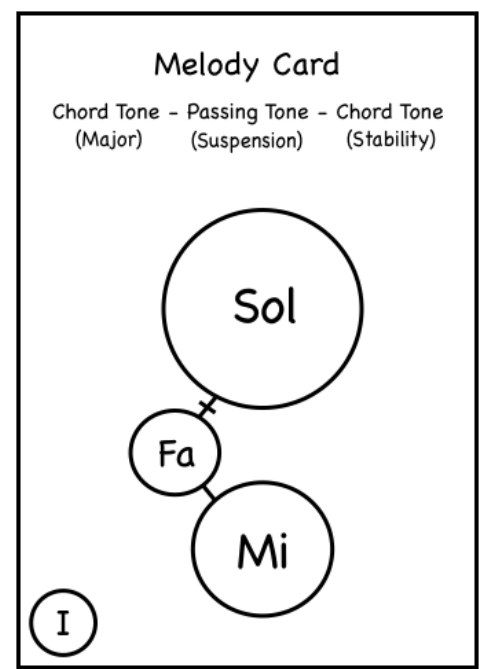 Melody Card
Chord Tone - Passing Tone - Chord Tone
(Major) (Suspension) (Stability)
Sol
Fa
Mi
I